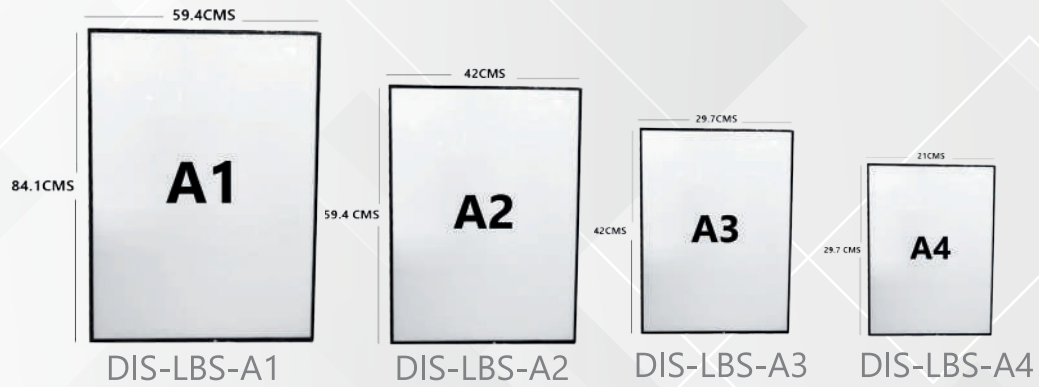 59.4CMS
84.1CMS
A1
DIS-LBS-A1
42CMS
59.4 CMS
A2
DIS-LBS-A2
29.7CMS
42CMS
A3
DIS-LBS-A3
21CMS
29.7 CMS
A4
DIS-LBS-A4